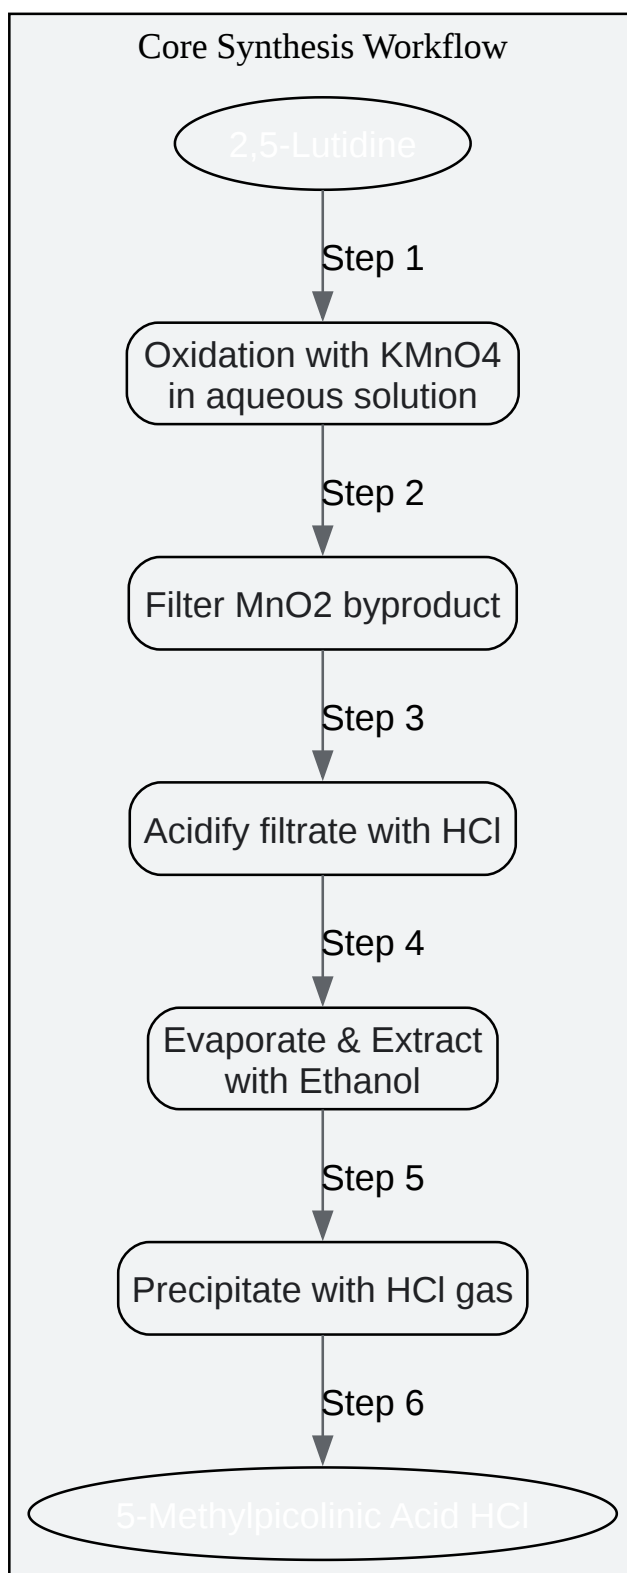 Core Synthesis Workflow
2,5-Lutidine
Step 1
Oxidation with KMnO4
in aqueous solution
Step 2
Filter MnO2 byproduct
Step 3
Acidify filtrate with HCl
Step 4
Evaporate & Extract
with Ethanol
Step 5
Precipitate with HCl gas
Step 6
5-Methylpicolinic Acid HCl